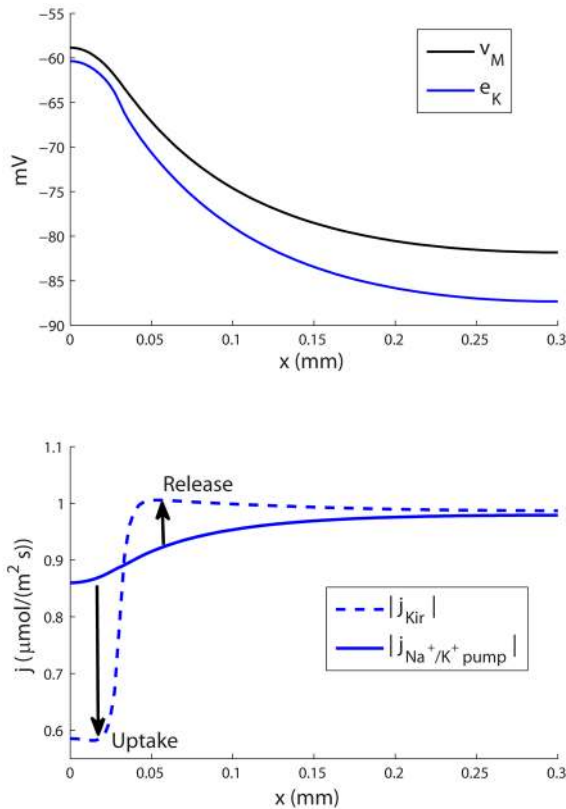 −50
−55
−60
−65
−70
−75
−80
−85
−90
mV
v_M
e_K
0 0.05 0.1 0.15 0.2 0.25 0.3
x (mm)
1.1
1
0.9
0.8
0.7
0.6
j (μmol/(m² s))
Release
Uptake
| j_Kir |
| j_Na⁺/K⁺ pump |
0 0.05 0.1 0.15 0.2 0.25 0.3
x (mm)